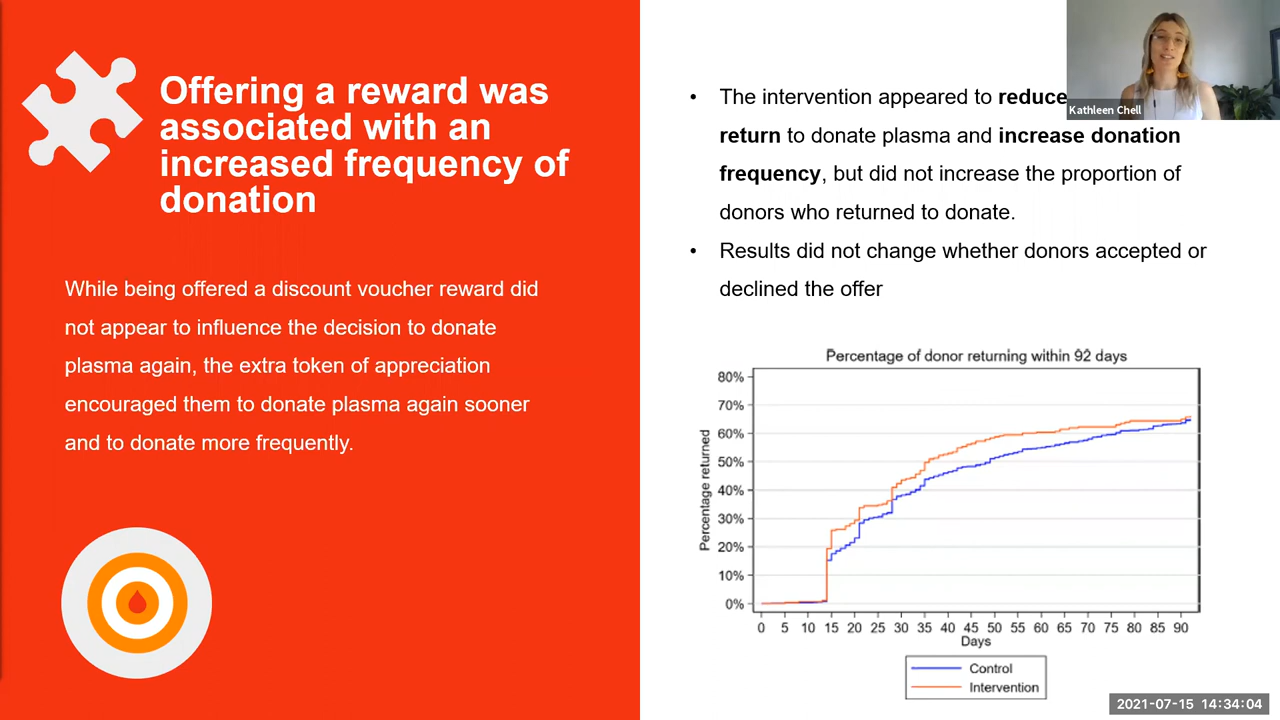 Offering a reward was
associated with an
increased frequency of
donation
While being offered a discount voucher reward did
not appear to influence the decision to donate
plasma again, the extra token of appreciation
encouraged them to donate plasma again sooner
and to donate more frequently.
• The intervention appeared to reduce
return to donate plasma and increase donation
frequency, but did not increase the proportion of
donors who returned to donate.
• Results did not change whether donors accepted or
declined the offer
Kathleen Chell
Percentage of donor returning within 92 days
Percentage returned
80%
70%
60%
50%
40%
30%
20%
10%
0%
0 5 10 15 20 25 30 35 40 45 50 55 60 65 70 75 80 85 90
Days
Control
Intervention
2021-07-15 14:34:04